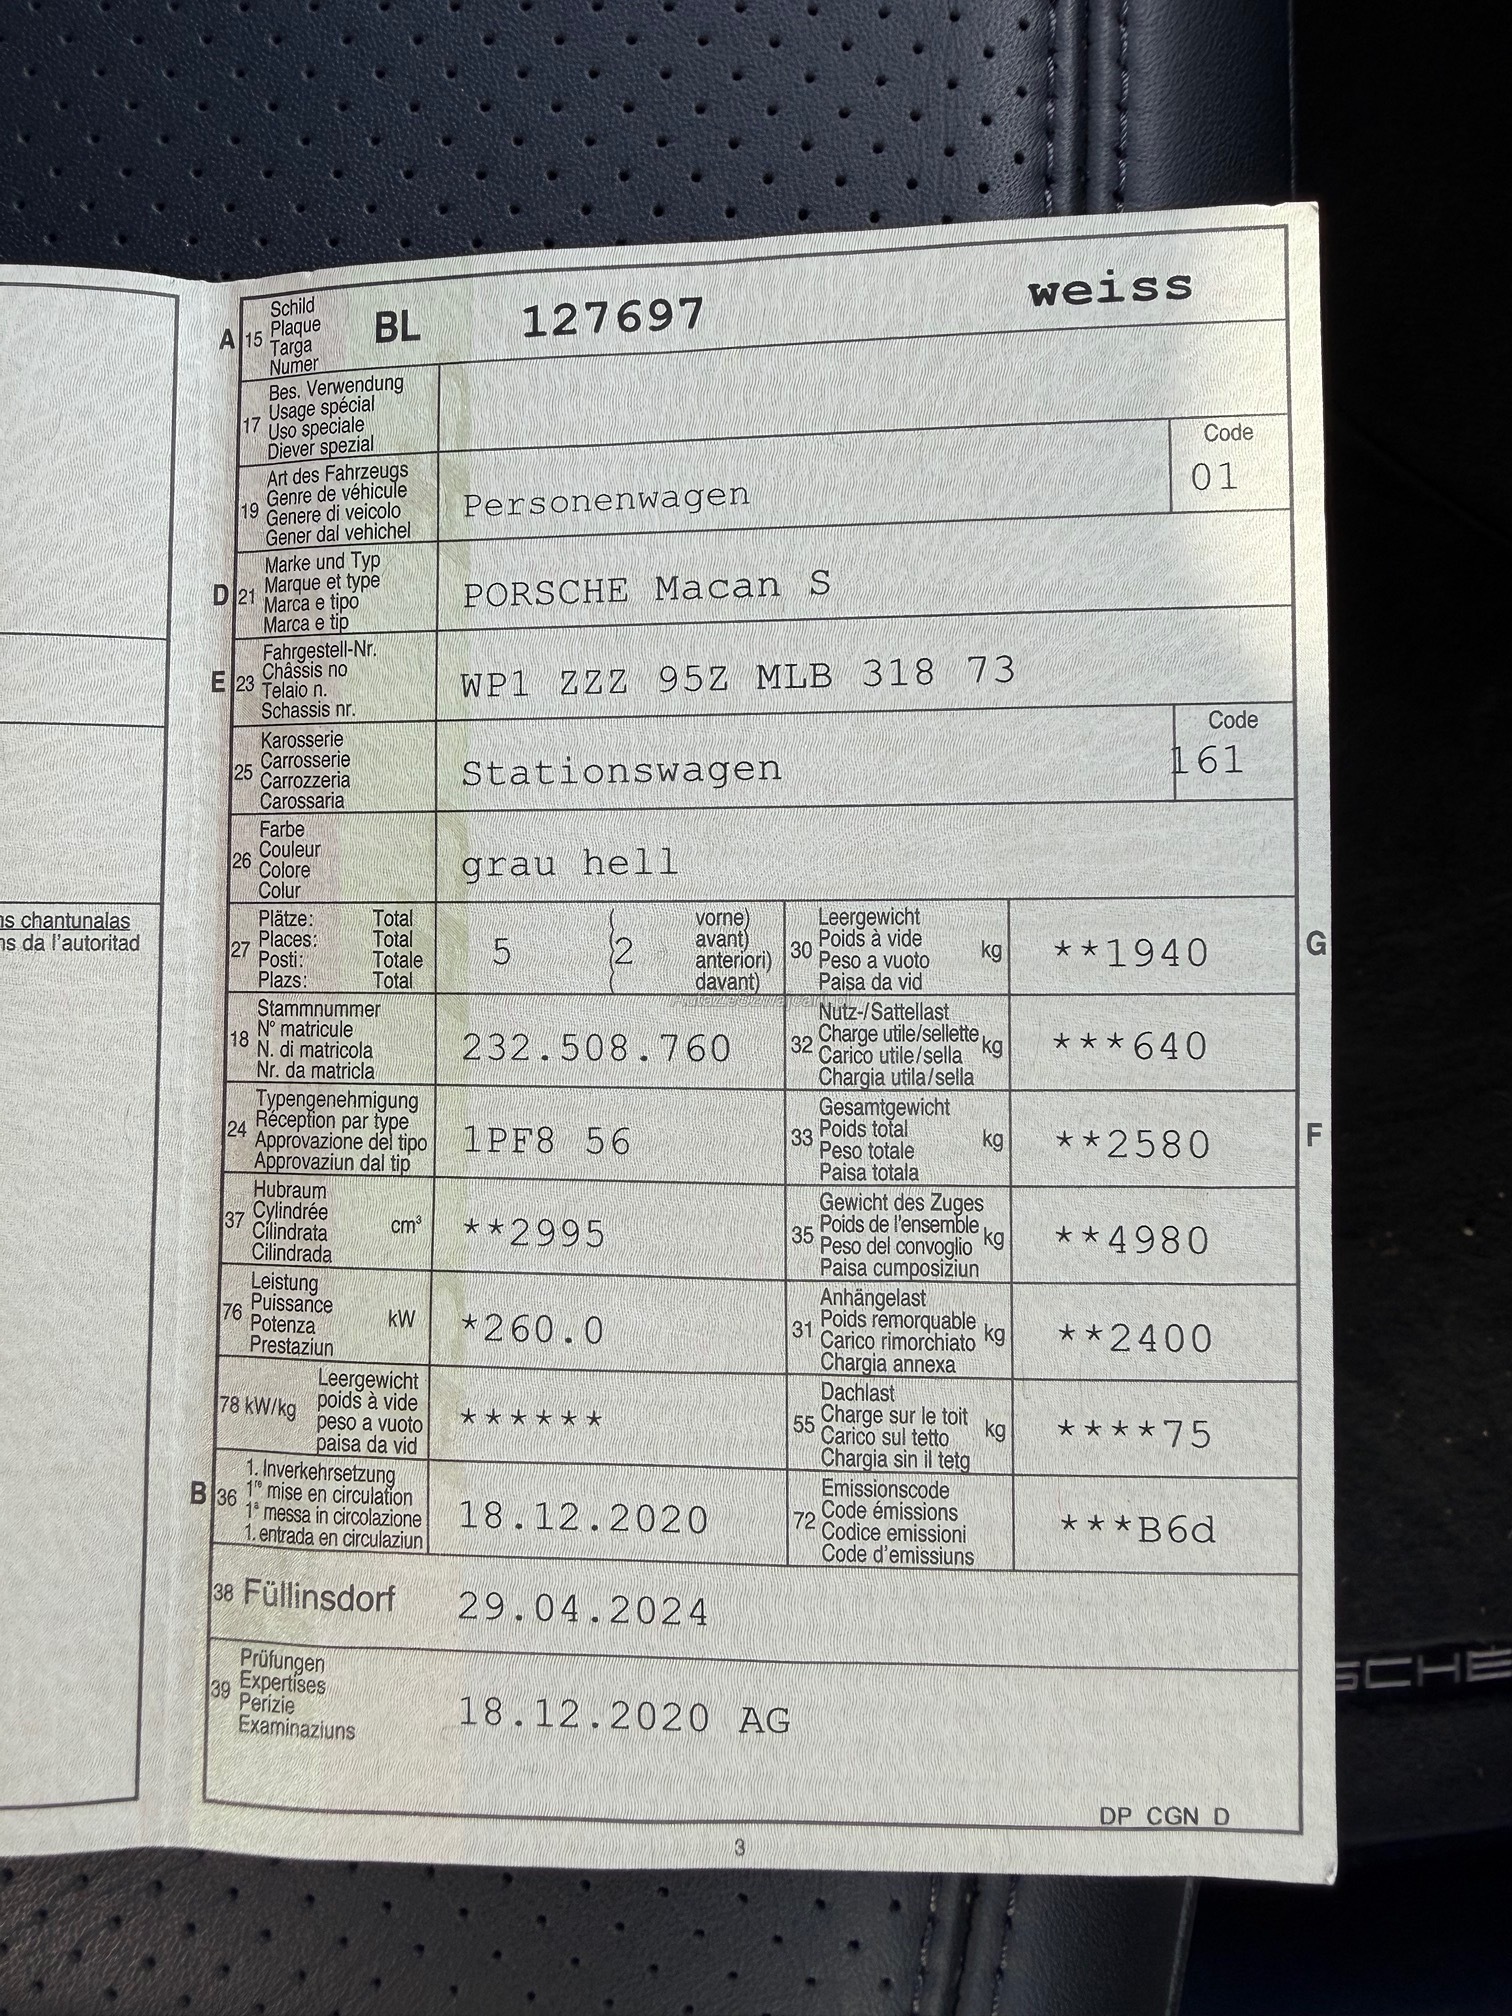 ns chantunalas
ns da l'autoritad
A 15 Schild
Plaque
Targa
Numer
BL 127697 weiss
17 Bes. Verwendung
Usage spécial
Uso speciale
Diever spezial
19 Art des Fahrzeugs
Genre de véhicule
Genere di veicolo
Gener dal vehichel
Personenwagen
Code
01
D 21 Marke und Typ
Marque et type
Marca e tipo
Marca e tip
PORSCHE Macan S
E 23 Fahrgestell-Nr.
Châssis no
Telaio n.
Schassis nr.
WP1 ZZZ 95Z MLB 318 73
25 Karosserie
Carrosserie
Carrozzeria
Carossaria
Stationswagen
Code
161
26 Farbe
Couleur
Colore
Colur
grau hell
27 Plätze: Total
Places: Total
Posti: Totale
Plazs: Total
5 (2 vorne)
avant)
anteriori)
davant)
30 Leergewicht
Poids à vide
Peso a vuoto
Paisa da vid
kg **1940 G
18 Stammnummer
N° matricule
N. di matricola
Nr. da matricla
232.508.760
32 Nutz-/Sattellast
Charge utile/sellette
Carico utile/sella
Chargia utila/sella
kg ***640
24 Typengenehmigung
Réception par type
Approvazione del tipo
Approvaziun dal tip
1PF8 56
33 Gesamtgewicht
Poids total
Peso totale
Paisa totala
kg **2580 F
37 Hubraum
Cylindrée
Cilindrata
Cilindrada
cm³ **2995
35 Gewicht des Zuges
Poids de l'ensemble
Peso del convoglio
Paisa cumposiziun
kg **4980
76 Leistung
Puissance
Potenza
Prestaziun
kW *260.0
31 Anhängelast
Poids remorquable
Carico rimorchiato
Chargia annexa
kg **2400
78 kW/kg Leergewicht
poids à vide
peso a vuoto
paisa da vid
******
55 Dachlast
Charge sur le toit
Carico sul tetto
Chargia sin il tetg
kg ****75
B 36 1. Inverkehrsetzung
1re mise en circulation
1a messa in circolazione
1. entrada en circulaziun
18.12.2020
72 Emissionscode
Code émissions
Codice emissioni
Code d'emissiuns
***B6d
38 Füllinsdorf 29.04.2024
39 Prüfungen
Expertises
Perizie
Examinaziuns
18.12.2020 AG
DP CGN D
3
SCHE